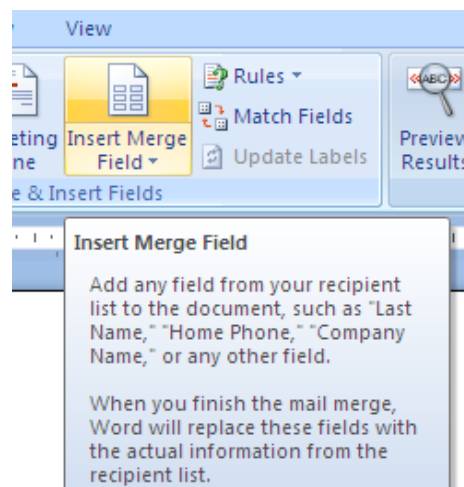 View
Rules
«ABC»
Match Fields
eting Insert Merge Preview
ne Field Update Labels Results
e & Insert Fields
Insert Merge Field
Add any field from your recipient
list to the document, such as "Last
Name," "Home Phone," "Company
Name," or any other field.
When you finish the mail merge,
Word will replace these fields with
the actual information from the
recipient list.